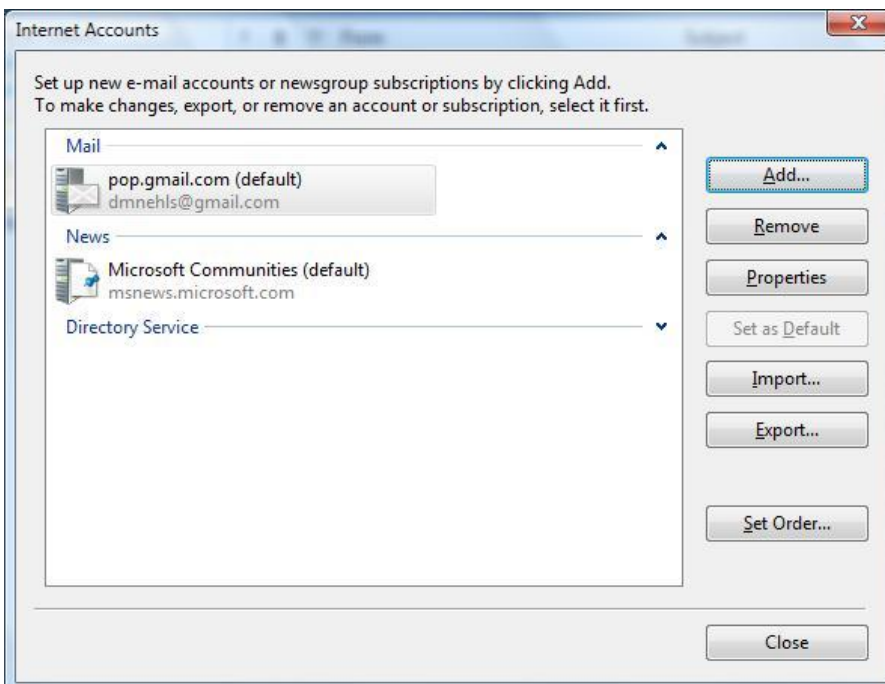 Internet Accounts
Set up new e-mail accounts or newsgroup subscriptions by clicking Add.
To make changes, export, or remove an account or subscription, select it first.
Mail
pop.gmail.com (default)
dmnehls@gmail.com
News
Microsoft Communities (default)
msnews.microsoft.com
Directory Service
Add...
Remove
Properties
Set as Default
Import...
Export...
Set Order...
Close